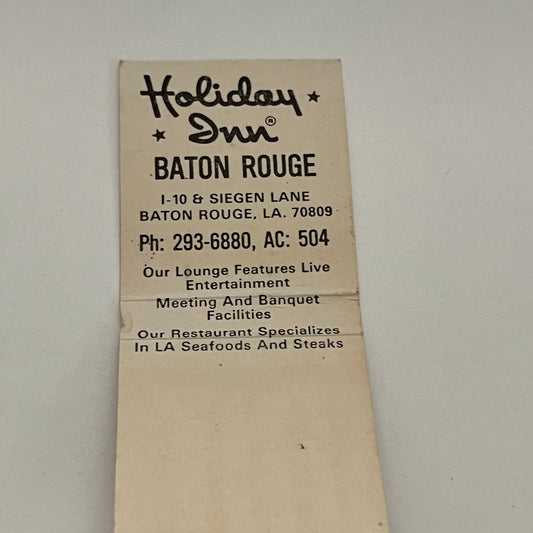 Holiday
Inn®
BATON ROUGE
I-10 & SIEGEN LANE
BATON ROUGE, LA. 70809
Ph: 293-6880, AC: 504
Our Lounge Features Live
Entertainment
Meeting And Banquet
Facilities
Our Restaurant Specializes
In LA Seafoods And Steaks